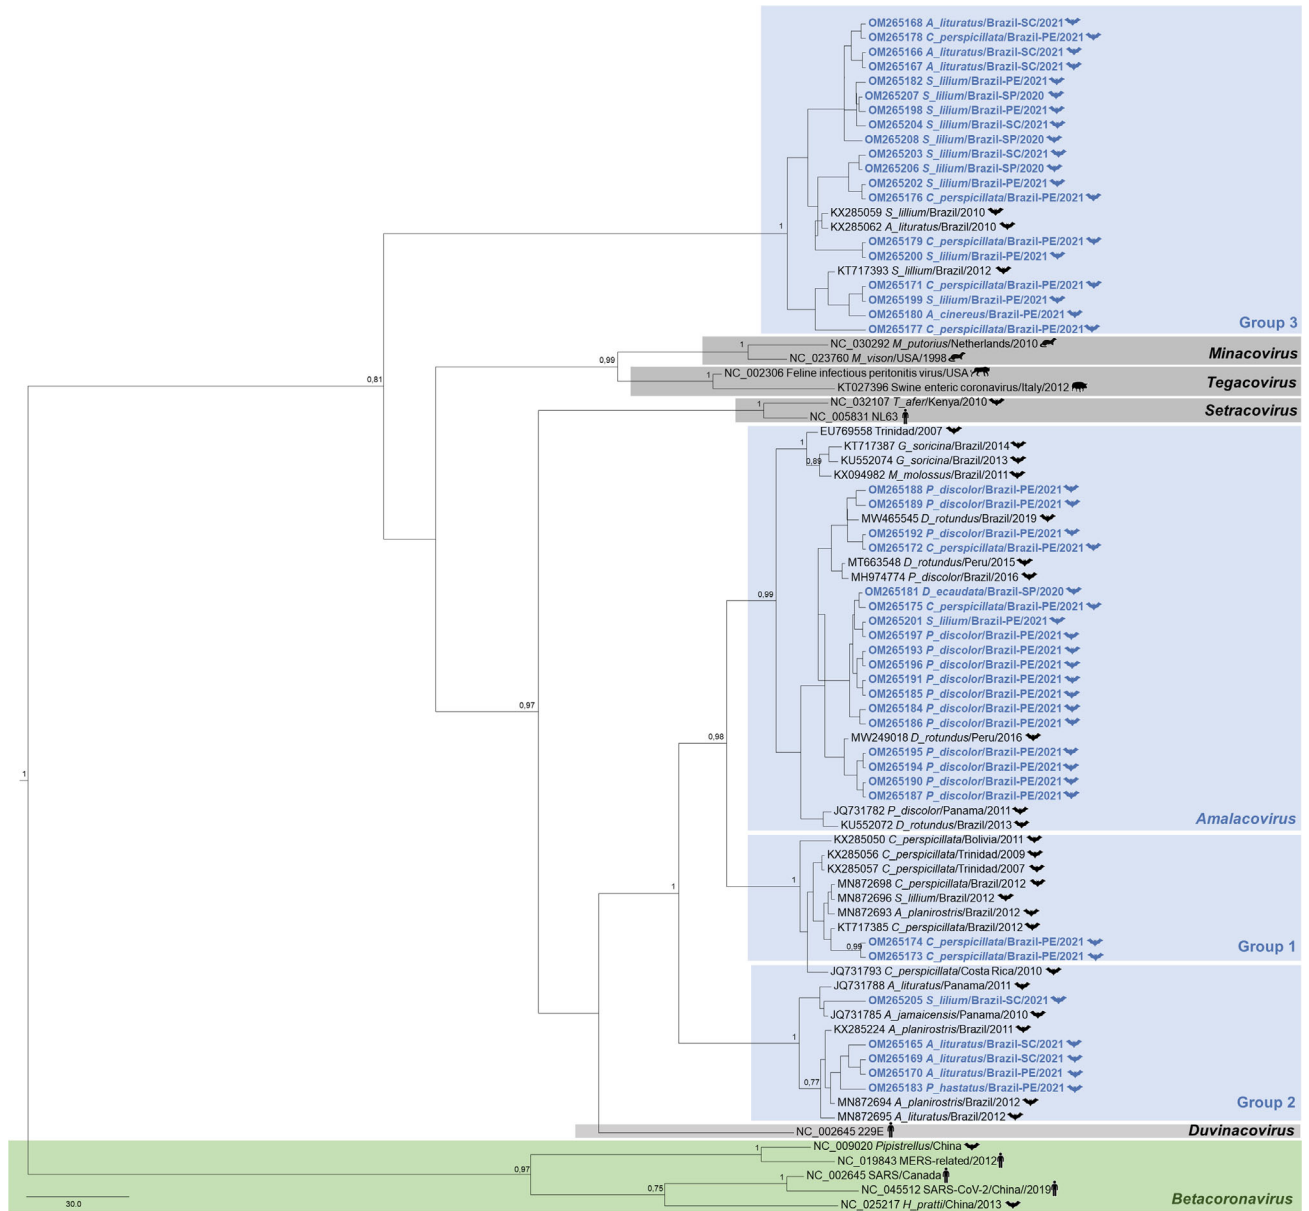 OM265168 A_lituratus/Brazil-SC/2021
OM265178 C_perspicillata/Brazil-PE/2021
OM265166 A_lituratus/Brazil-SC/2021
OM265167 A_lituratus/Brazil-SC/2021
OM265182 S_lilium/Brazil-PE/2021
OM265207 S_lilium/Brazil-SP/2020
OM265198 S_lilium/Brazil-PE/2021
OM265204 S_lilium/Brazil-SC/2021
OM265208 S_lilium/Brazil-SP/2020
OM265203 S_lilium/Brazil-SC/2021
OM265206 S_lilium/Brazil-SP/2020
OM265202 S_lilium/Brazil-PE/2021
OM265176 C_perspicillata/Brazil-PE/2021
KX285059 S_lillium/Brazil/2010
1
KX285062 A_lituratus/Brazil/2010
OM265179 C_perspicillata/Brazil-PE/2021
OM265200 S_lilium/Brazil-PE/2021
KT717393 S_lillium/Brazil/2012
OM265171 C_perspicillata/Brazil-PE/2021
OM265199 S_lilium/Brazil-PE/2021
OM265180 A_cinereus/Brazil-PE/2021
Group 3
OM265177 C_perspicillata/Brazil-PE/2021
1
NC_030292 M_putorius/Netherlands/2010
0,99
NC_023760 M_vison/USA/1998
Minacovirus
NC_002306 Feline infectious peritonitis virus/USA
0,81
KT027396 Swine enteric coronavirus/Italy/2012
Tegacovirus
1
NC_032107 T_afer/Kenya/2010
NC_005831 NL63
Setracovirus
EU769558 Trinidad/2007
1
KT717387 G_soricina/Brazil/2014
0,89
KU552074 G_soricina/Brazil/2013
KX094982 M_molossus/Brazil/2011
OM265188 P_discolor/Brazil-PE/2021
OM265189 P_discolor/Brazil-PE/2021
MW465545 D_rotundus/Brazil/2019
OM265192 P_discolor/Brazil-PE/2021
OM265172 C_perspicillata/Brazil-PE/2021
MT663548 D_rotundus/Peru/2015
MH974774 P_discolor/Brazil/2016
0,99
OM265181 D_ecaudata/Brazil-SP/2020
OM265175 C_perspicillata/Brazil-PE/2021
OM265201 S_lilium/Brazil-PE/2021
OM265197 P_discolor/Brazil-PE/2021
OM265193 P_discolor/Brazil-PE/2021
OM265196 P_discolor/Brazil-PE/2021
OM265191 P_discolor/Brazil-PE/2021
OM265185 P_discolor/Brazil-PE/2021
0,97
OM265184 P_discolor/Brazil-PE/2021
OM265186 P_discolor/Brazil-PE/2021
0,98
MW249018 D_rotundus/Peru/2016
OM265195 P_discolor/Brazil-PE/2021
OM265194 P_discolor/Brazil-PE/2021
1
OM265190 P_discolor/Brazil-PE/2021
OM265187 P_discolor/Brazil-PE/2021
JQ731782 P_discolor/Panama/2011
Amalacovirus
KU552072 D_rotundus/Brazil/2013
KX285050 C_perspicillata/Bolivia/2011
KX285056 C_perspicillata/Trinidad/2009
KX285057 C_perspicillata/Trinidad/2007
1
1
MN872698 C_perspicillata/Brazil/2012
MN872696 S_lillium/Brazil/2012
MN872693 A_planirostris/Brazil/2012
KT717385 C_perspicillata/Brazil/2012
0,99
OM265174 C_perspicillata/Brazil-PE/2021
Group 1
OM265173 C_perspicillata/Brazil-PE/2021
JQ731793 C_perspicillata/Costa Rica/2010
JQ731788 A_lituratus/Panama/2011
OM265205 S_lilium/Brazil-SC/2021
JQ731785 A_jamaicensis/Panama/2010
KX285224 A_planirostris/Brazil/2011
1
OM265165 A_lituratus/Brazil-SC/2021
OM265169 A_lituratus/Brazil-SC/2021
OM265170 A_lituratus/Brazil-PE/2021
0,77
OM265183 P_hastatus/Brazil-PE/2021
MN872694 A_planirostris/Brazil/2012
Group 2
MN872695 A_lituratus/Brazil/2012
NC_002645 229E
Duvinacovirus
NC_009020 Pipistrellus/China
1
NC_019843 MERS-related/2012
0,97
NC_002645 SARS/Canada
1
0,75
NC_045512 SARS-CoV-2/China//2019
30.0
NC_025217 H_pratti/China/2013
Betacoronavirus